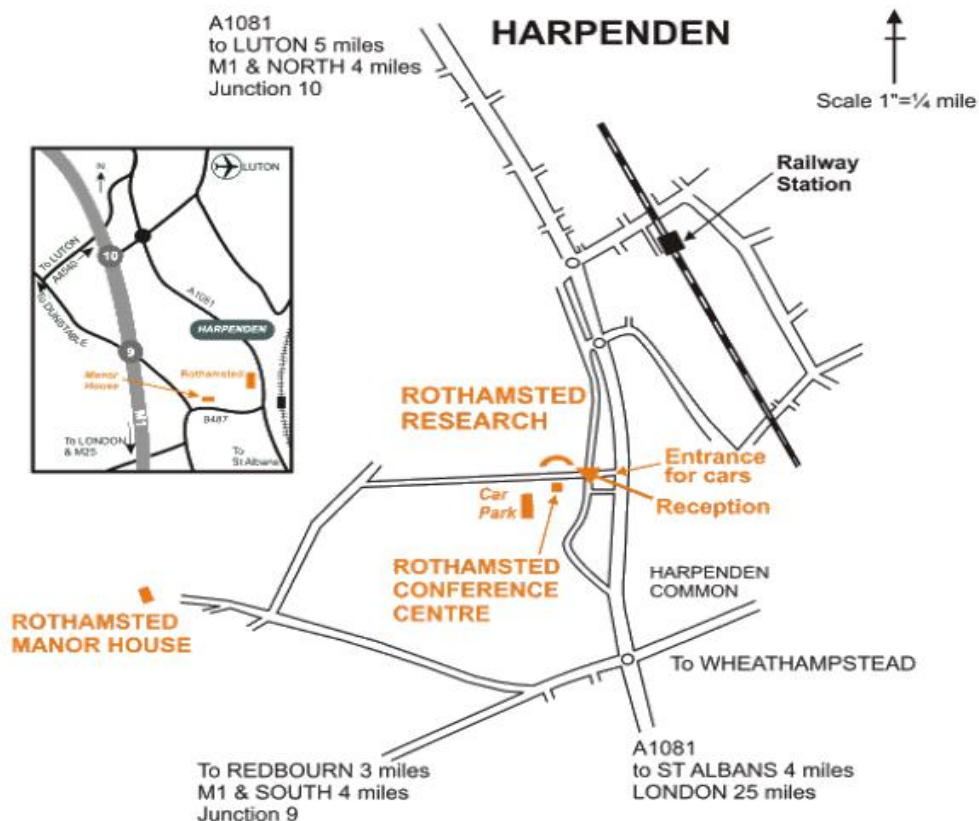 A1081
to LUTON 5 miles
M1 & NORTH 4 miles
Junction 10
HARPENDEN
Scale 1"=¼ mile
Railway
Station
N
LUTON
10
To LUTON
A4540
To DUNSTABLE
A1081
HARPENDEN
9
Manor
House
Rothamsted
M1
B487
To LONDON
& M25
To
St Albans
ROTHAMSTED
RESEARCH
Entrance
for cars
Reception
Car
Park
ROTHAMSTED
CONFERENCE
CENTRE
HARPENDEN
COMMON
ROTHAMSTED
MANOR HOUSE
To WHEATHAMPSTEAD
To REDBOURN 3 miles
M1 & SOUTH 4 miles
Junction 9
A1081
to ST ALBANS 4 miles
LONDON 25 miles